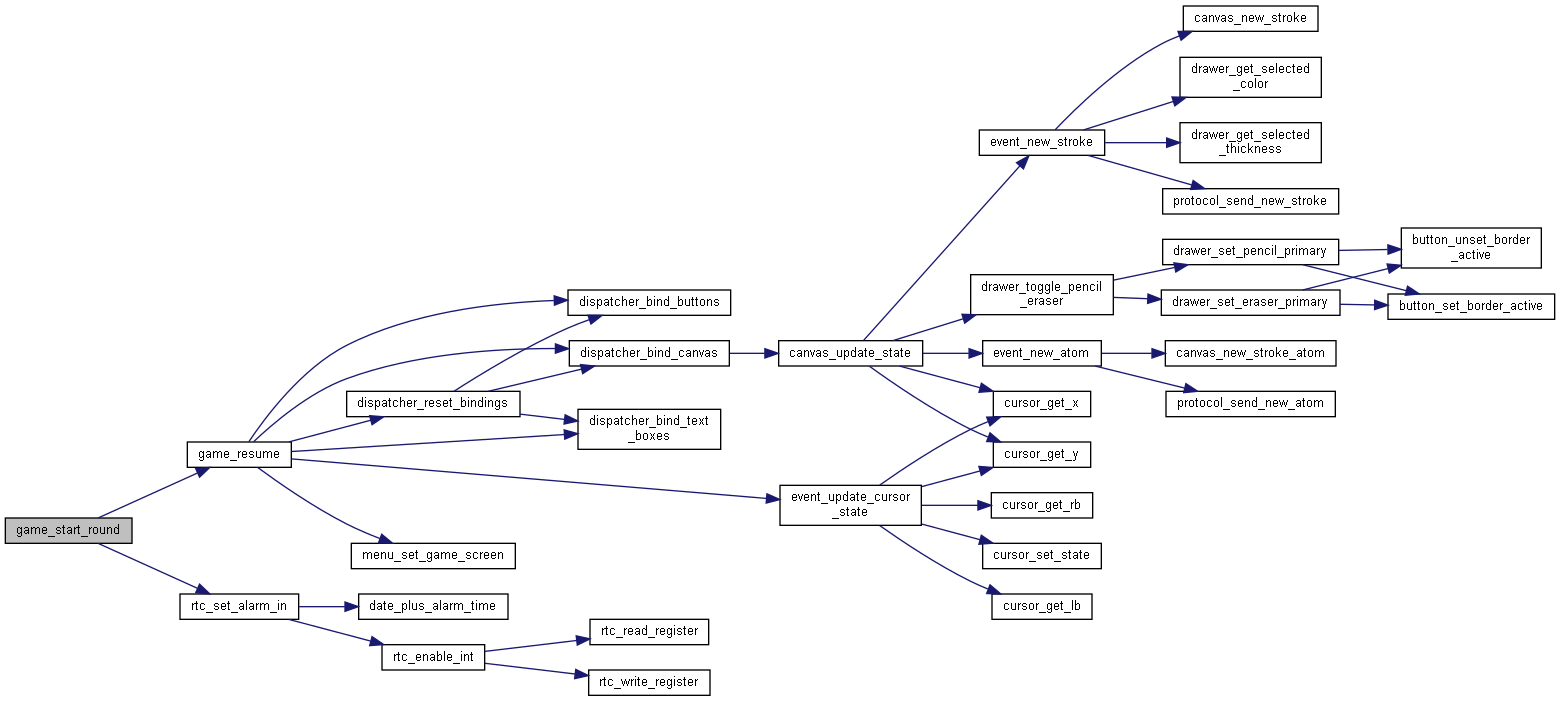 canvas_new_stroke
drawer_get_selected
_color
event_new_stroke
drawer_get_selected
_thickness
protocol_send_new_stroke
button_unset_border
_active
drawer_set_pencil_primary
drawer_toggle_pencil
_eraser
drawer_set_eraser_primary
button_set_border_active
dispatcher_bind_buttons
dispatcher_bind_canvas
canvas_update_state
event_new_atom
canvas_new_stroke_atom
dispatcher_reset_bindings
cursor_get_x
protocol_send_new_atom
dispatcher_bind_text
_boxes
game_resume
cursor_get_y
event_update_cursor
_state
cursor_get_rb
game_start_round
menu_set_game_screen
cursor_set_state
rtc_set_alarm_in
date_plus_alarm_time
cursor_get_lb
rtc_read_register
rtc_enable_int
rtc_write_register